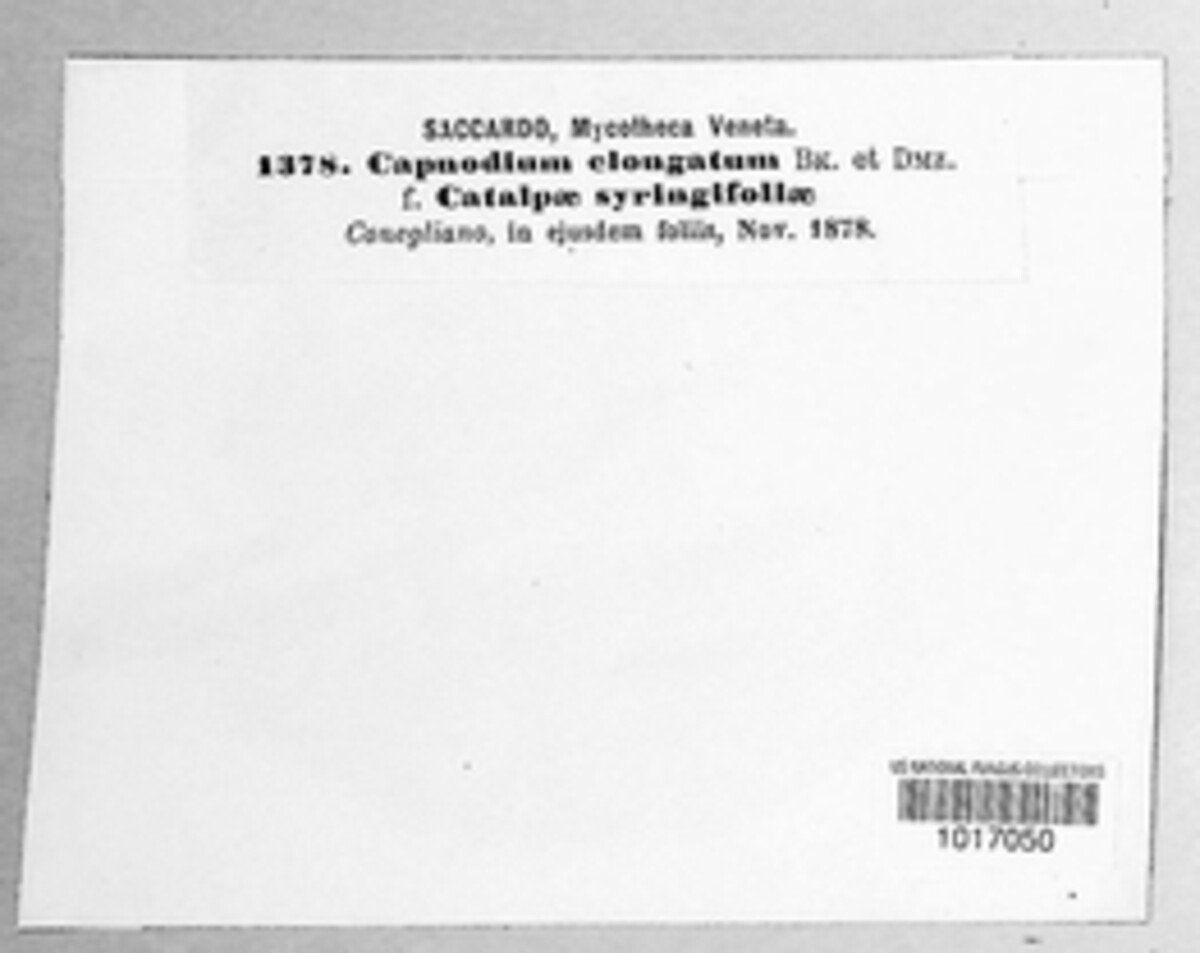 SACCARDO, Mycotheca Veneta.
1378. Capnodium elongatum BK. et DMZ.
f. Catalpæ syringifoliæ
Conegliano, in ejusdem foliis, Nov. 1878.
US NATIONAL FUNGUS COLLECTIONS
1017050